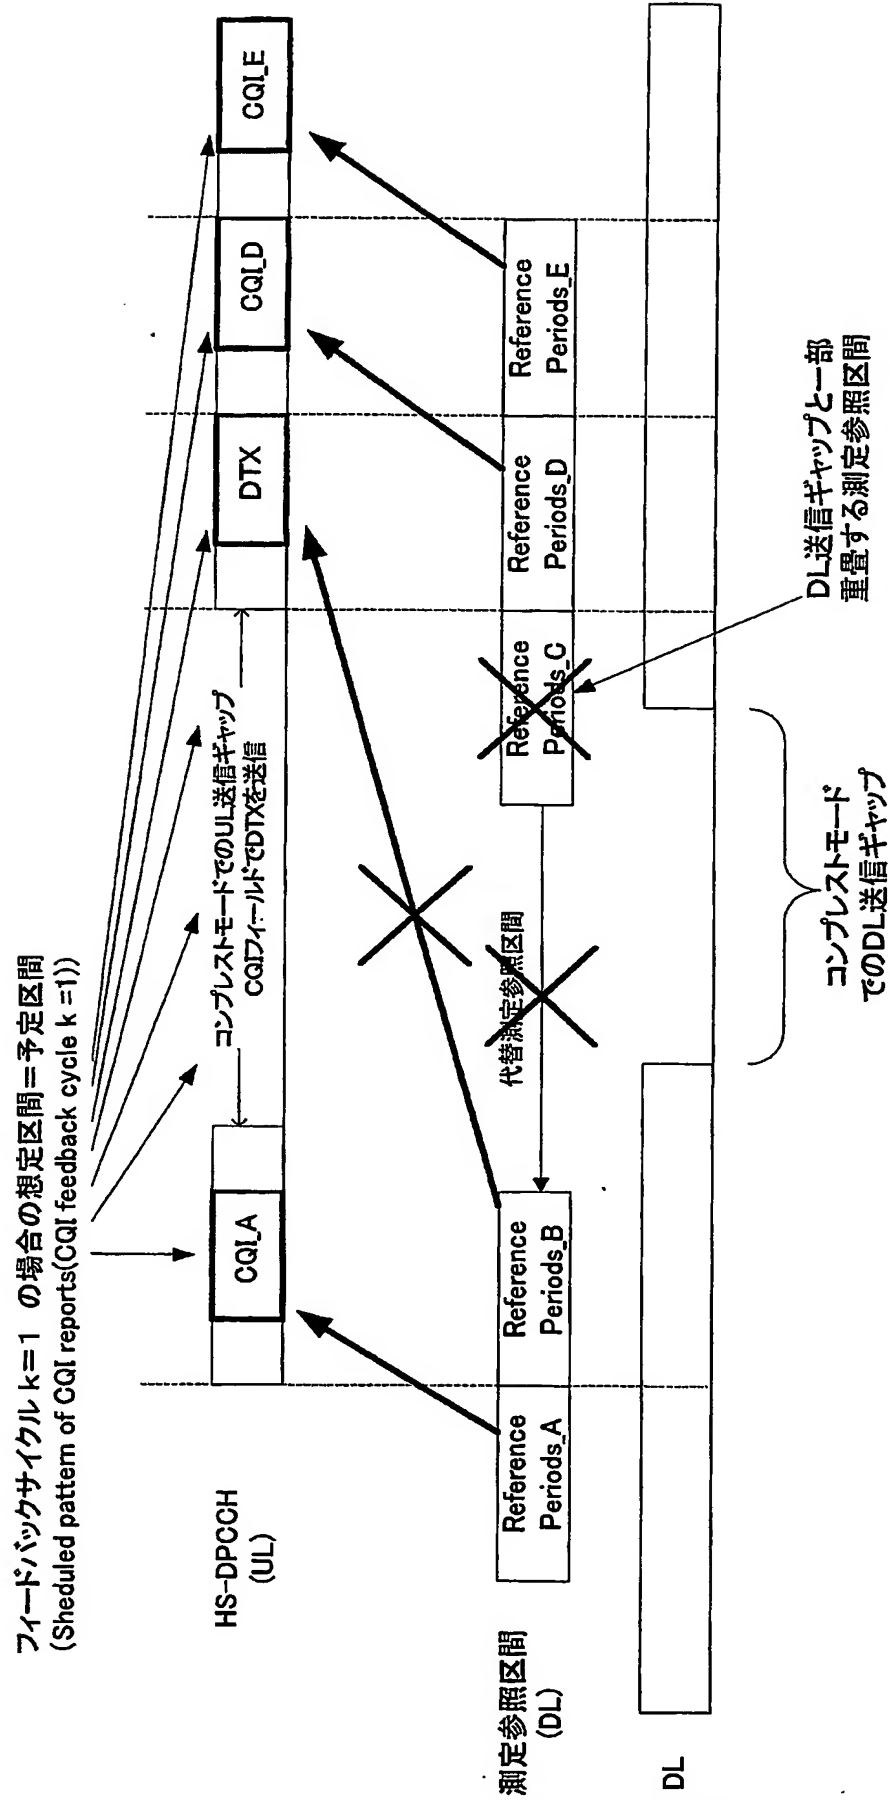 フィードバックサイクル k=1 の場合の想定区間=予定区間
(Sheduled pattern of CQI reports(CQI feedback cycle k =1))
HS-DPCCH
(UL)
CQI_A
コンプレストモードでのUL送信ギャップ
CQIフィールドでDTXを送信
DTX
CQI_D
CQI_E
測定参照区間
(DL)
Reference
Periods_A
Reference
Periods_B
代替測定参照区間
Reference
Periods_C
Reference
Periods_D
Reference
Periods_E
DL
コンプレストモード
でのDL送信ギャップ
DL送信ギャップと一部
重畳する測定参照区間